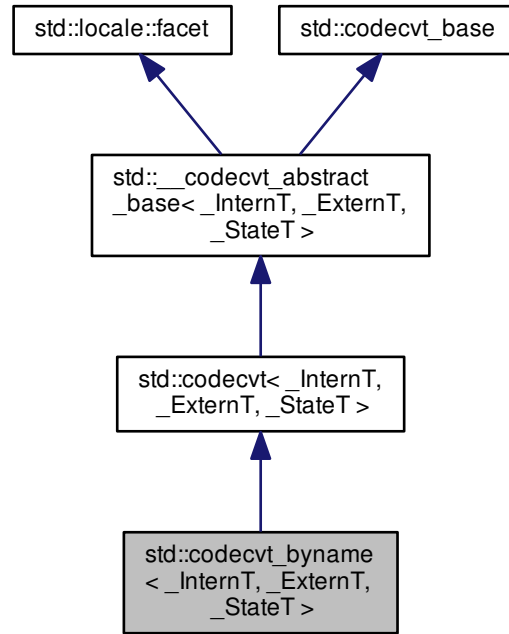 std::locale::facet
std::codecvt_base
std::__codecvt_abstract
_base< _InternT, _ExternT,
_StateT >
std::codecvt< _InternT,
_ExternT, _StateT >
std::codecvt_byname
< _InternT, _ExternT,
_StateT >